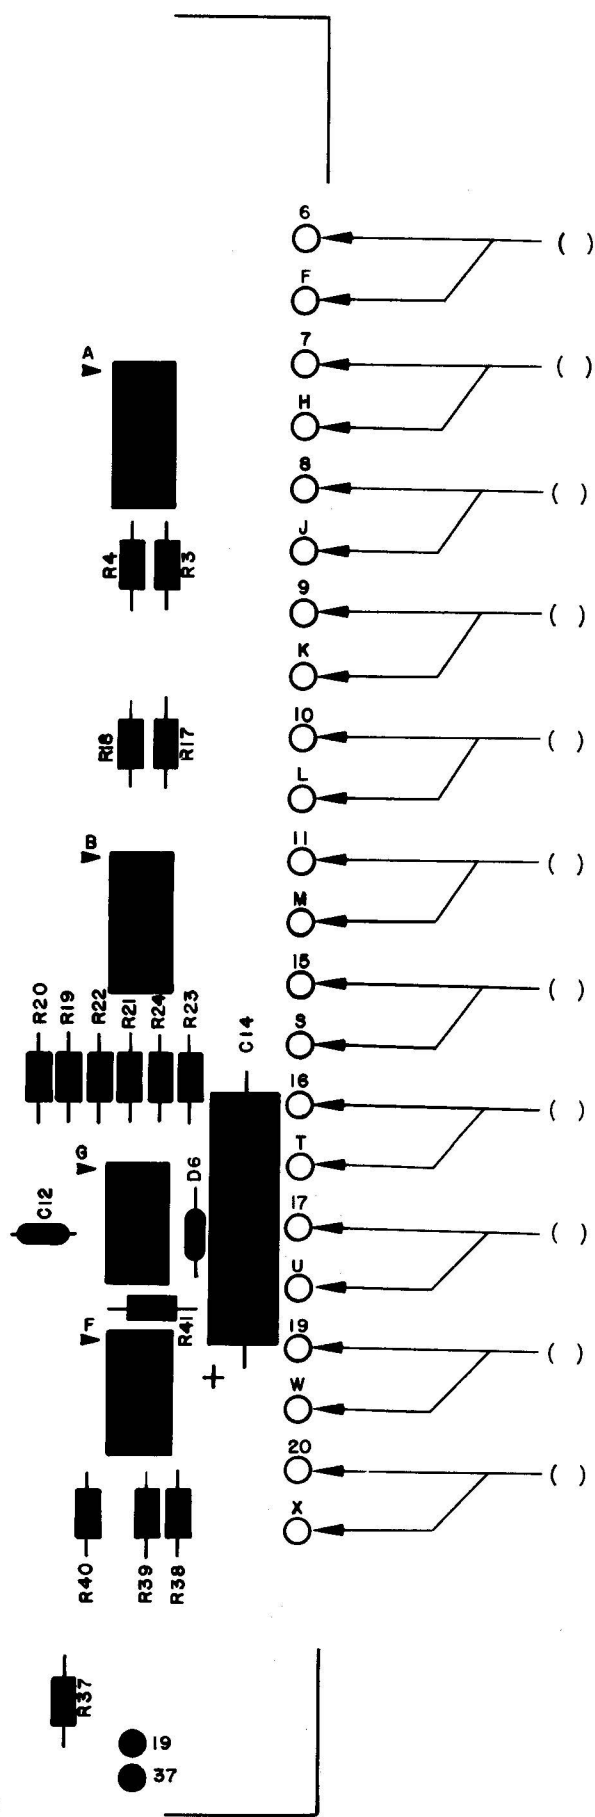 6
( )
F
7
( )
A
H
8
( )
R4
R3
J
9
( )
K
R18
R17
10
( )
L
B
11
( )
M
R20
R19
R22
R21
R24
R23
C14
15
( )
S
16
( )
T
G
D6
C12
17
( )
U
F
R41
+
19
( )
W
20
( )
X
R40
R39
R38
R37
19
37